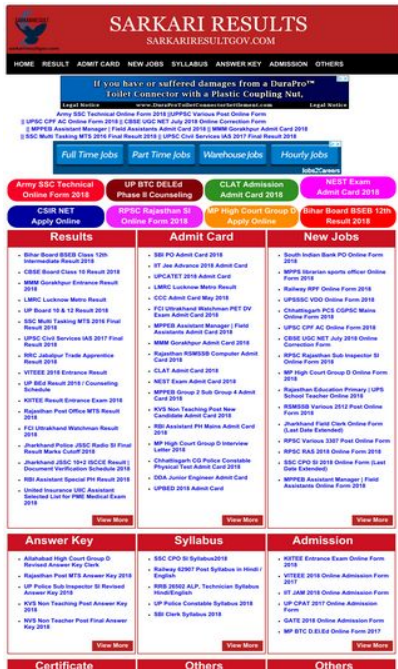 SARKARI RESULTS
SARKARIRESULTGOV.COM
HOME RESULT ADMIT CARD NEW JOBS SYLLABUS ANSWER KEY ADMISSION OTHERS
If you have or suffered damages from a DuraPro™
Toilet Connector with a Plastic Coupling Nut,
Legal Notice www.DuraProToiletConnectorSettlement.com Legal Notice
Army SSC Technical Online Form 2018 ||UPPSC Various Post Online Form
|| UPSC CPF AC Online Form 2018 || CBSE UGC NET July 2018 Online Correction Form
|| MPPEB Assistant Manager | Field Assistants Admit Card 2018 || MMM Gorakhpur Admit Card 2018
|| SSC Multi Tasking MTS 2016 Final Result 2018 || UPSC Civil Services IAS 2017 Final Result 2018
Full Time Jobs Part Time Jobs Warehouse Jobs Hourly Jobs
Jobs2Careers
Army SSC Technical
Online Form 2018
UP BTC DELEd
Phase II Counseling
CLAT Admission
Admit Card 2018
NEST Exam
Admit Card 2018
CSIR NET
Apply Online
RPSC Rajasthan SI
Online Form 2018
MP High Court Group D
Apply Online
Bihar Board BSEB 12th
Result 2018
Results
Bihar Board BSEB Class 12th
Intermediate Result 2018
CBSE Board Class 10 Result 2018
MMM Gorakhpur Entrance Result
2018
LMRC Lucknow Metro Result
UP Board 10 & 12 Result 2018
SSC Multi Tasking MTS 2016 Final
Result 2018
UPSC Civil Services IAS 2017 Final
Result 2018
RRC Jabalpur Trade Apprentice
Result 2018
VITEEE 2018 Entrance Result
UP BEd Result 2018 / Counseling
Schedule
KIITEE Result Entrance Exam 2018
Rajasthan Post Office MTS Result
2018
FCI Uttrakhand Watchman Result
2018
Jharkhand Police JSSC Radio SI Final
Result Marks Cutoff 2018
Jharkhand JSSC 10+2 ISCCE Result |
Document Verification Schedule 2018
RBI Assistant Special PH Result 2018
United Insurance UIIC Assistant
Selected List for PME Medical Exam
2018
View More
Admit Card
SBI PO Admit Card 2018
IIT Jee Advance 2018 Admit Card
UPCATET 2018 Admit Card
LMRC Lucknow Metro Result
CCC Admit Card May 2018
FCI Uttrakhand Watchman PET DV
Exam Admit Card 2018
MPPEB Assistant Manager | Field
Assistants Admit Card 2018
MMM Gorakhpur Admit Card 2018
Rajasthan RSMSSB Computer Admit
Card 2018
CLAT Admit Card 2018
NEST Exam Admit Card 2018
MPPEB Group 2 Sub Group 4 Admit
Card 2018
KVS Non Teaching Post New
Candidate Admit Card 2018
RBI Assistant PH Mains Admit Card
2018
MP High Court Group D Interview
Letter 2018
Chhattisgarh CG Police Constable
Physical Test Admit Card 2018
DDA Junior Engineer Admit Card
UPBED 2018 Admit Card
View More
New Jobs
South Indian Bank PO Online Form
2018
MPPS librarian sports officer Online
Form 2018
Railway RPF Online Form 2018
UPSSSC VDO Online Form 2018
Chhattisgarh PCS CGPSC Mains
Online Form 2018
UPSC CPF AC Online Form 2018
CBSE UGC NET July 2018 Online
Correction Form
RPSC Rajasthan Sub Inspector SI
Online Form 2018
MP High Court Group D Online Form
2018
Rajasthan Education Primary | UPS
School Teacher Online 2018
RSMSSB Various 2512 Post Online
Form 2018
Jharkhand Field Clerk Online Form
(Last Date Extended)
RPSC Various 3307 Post Online Form
RPSC RAS 2018 Online Form 2018
SSC CPO SI 2018 Online Form (Last
Date Extended)
MPPEB Assistant Manager | Field
Assistants Online Form 2018
View More
Answer Key
Allahabad High Court Group D
Revised Answer Key Clerk
Rajasthan Post MTS Answer Key 2018
UP Police Sub Inspector SI Revised
Answer Key 2018
KVS Non Teaching Post Answer Key
2018
NVS Non Teacher Post Final Answer
Key 2018
View More
Syllabus
SSC CPO SI Syllabus2018
Railway 62907 Post Syllabus in Hindi /
English
RRB 26502 ALP, Technician Syllabus
Hindi/English
UP Police Constable Syllabus 2018
SBI Clerk Syllabus 2018
View More
Admission
KIITEE Entrance Exam Online Form
2018
VITEEE 2018 Online Admission Form
2017
IIT JAM 2018 Online Admission Form
UP CPAT 2017 Online Admission
Form
GATE 2018 Online Admission Form
MP BTC D.El.Ed Online Form 2017
View More
Certificate
Others
Others